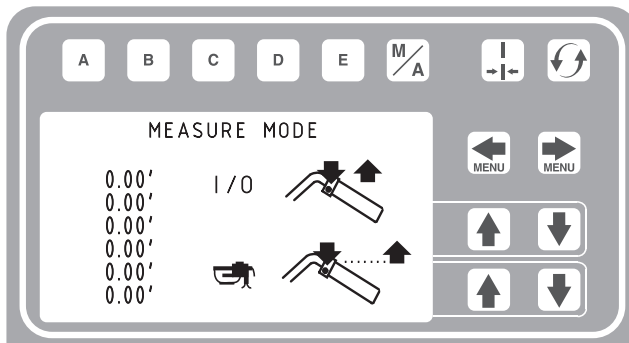 A B C D E M/A
MEASURE MODE
MENU MENU
0.00' I/O
0.00'
0.00'
0.00'
0.00'
0.00'